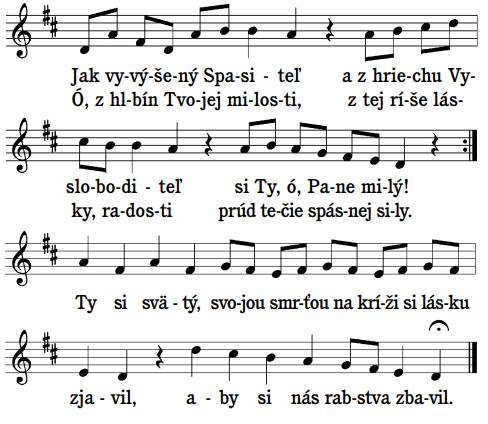 Jak vy-vý-še-ný Spa-si - teľ a z hrie-chu Vy-
Ó, z hl-bín Tvo-jej mi-los-ti, z tej rí-še lás-
slo-bo-di - teľ si Ty, ó, Pa-ne mi-lý!
ky, ra-dos-ti prúd te-čie spás-nej si-ly.
Ty si svä - tý, svo-jou smr-ťou na krí-ži si lás-ku
zja - vil, a - by si nás rab-stva zba-vil.